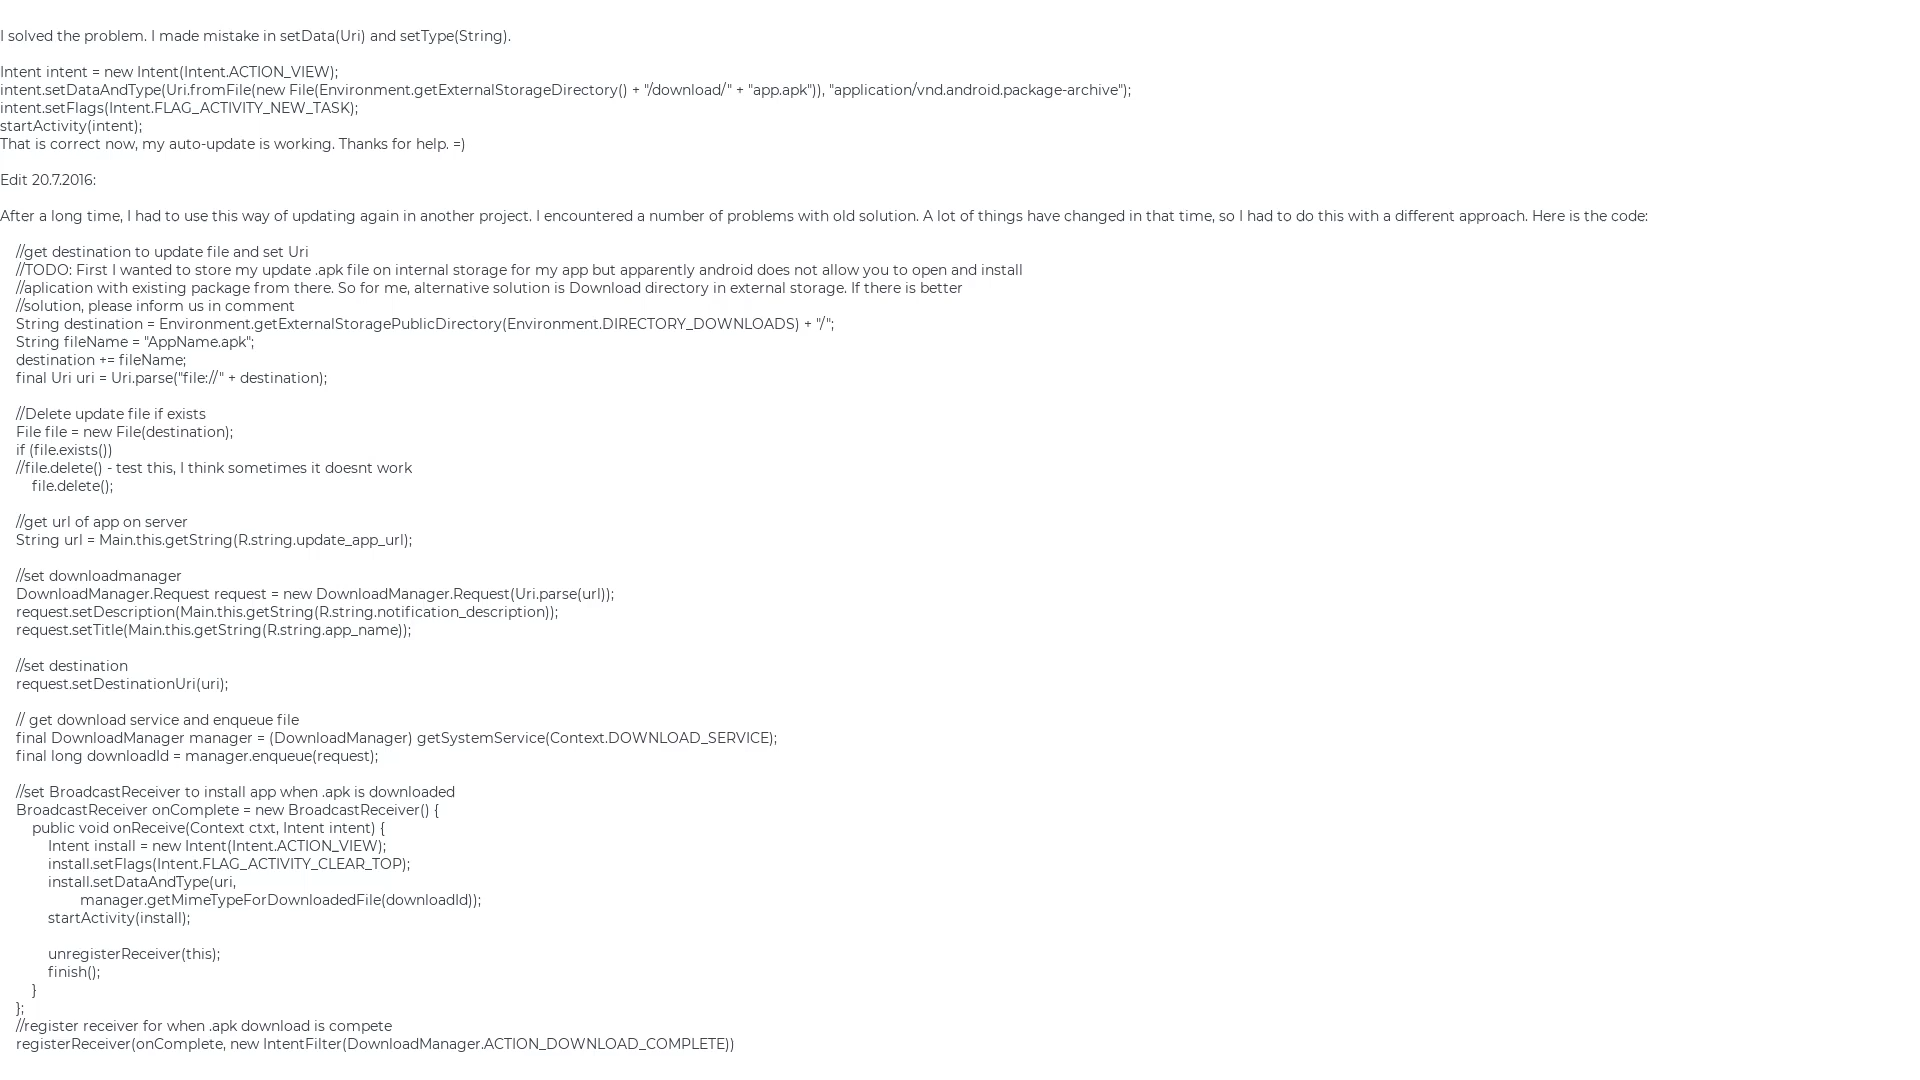 I solved the problem. I made mistake in setData(Uri) and setType(String).
Intent intent = new Intent(Intent.ACTION_VIEW);
intent.setDataAndType(Uri.fromFile(new File(Environment.getExternalStorageDirectory() + "/download/" + "app.apk")), "application/vnd.android.package-archive");
intent.setFlags(Intent.FLAG_ACTIVITY_NEW_TASK);
startActivity(intent);
That is correct now, my auto-update is working. Thanks for help. =)
Edit 20.7.2016:
After a long time, I had to use this way of updating again in another project. I encountered a number of problems with old solution. A lot of things have changed in that time, so I had to do this with a different approach. Here is the code:
//get destination to update file and set Uri
//TODO: First I wanted to store my update .apk file on internal storage for my app but apparently android does not allow you to open and install
//aplication with existing package from there. So for me, alternative solution is Download directory in external storage. If there is better
//solution, please inform us in comment
String destination = Environment.getExternalStoragePublicDirectory(Environment.DIRECTORY_DOWNLOADS) + "/";
String fileName = "AppName.apk";
destination += fileName;
final Uri uri = Uri.parse("file://" + destination);
//Delete update file if exists
File file = new File(destination);
if (file.exists())
//file.delete() - test this, I think sometimes it doesnt work
file.delete();
//get url of app on server
String url = Main.this.getString(R.string.update_app_url);
//set downloadmanager
DownloadManager.Request request = new DownloadManager.Request(Uri.parse(url));
request.setDescription(Main.this.getString(R.string.notification_description));
request.setTitle(Main.this.getString(R.string.app_name));
//set destination
request.setDestinationUri(uri);
// get download service and enqueue file
final DownloadManager manager = (DownloadManager) getSystemService(Context.DOWNLOAD_SERVICE);
final long downloadId = manager.enqueue(request);
//set BroadcastReceiver to install app when .apk is downloaded
BroadcastReceiver onComplete = new BroadcastReceiver() {
public void onReceive(Context ctxt, Intent intent) {
Intent install = new Intent(Intent.ACTION_VIEW);
install.setFlags(Intent.FLAG_ACTIVITY_CLEAR_TOP);
install.setDataAndType(uri,
manager.getMimeTypeForDownloadedFile(downloadId));
startActivity(install);
unregisterReceiver(this);
finish();
}
};
//register receiver for when .apk download is compete
registerReceiver(onComplete, new IntentFilter(DownloadManager.ACTION_DOWNLOAD_COMPLETE))